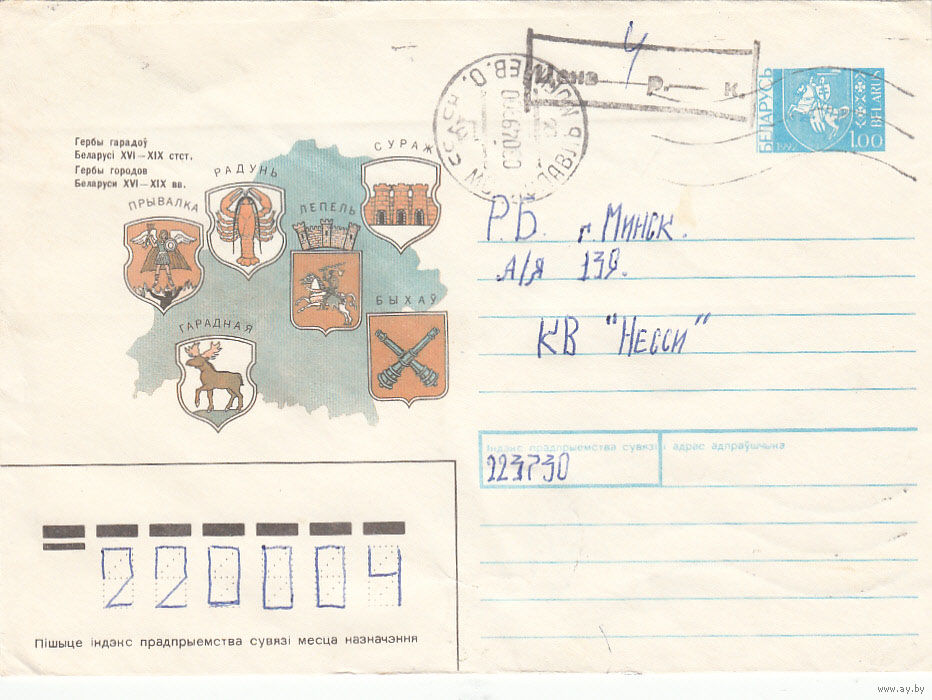 Гербы гарадоў
Беларусі XVI–XIX стст.
Гербы городов
Беларуси XVI–XIX вв.
ПРЫВАЛКА
РАДУНЬ
ЛЕПЕЛЬ
СУРАЖ
ГАРАДНАЯ
БЫХАЎ
Цена 4 р. к.
БЕЛАРУСЬ
1992
BELARUS
1.00
Р.Б. г. Минск.
А/Я 139.
КВ "Несси"
Індэкс прадпрыемства сувязі і адрас адпраўшчыка
223730
220004
Пішыце індэкс прадпрыемства сувязі месца назначэння
www.ay.by